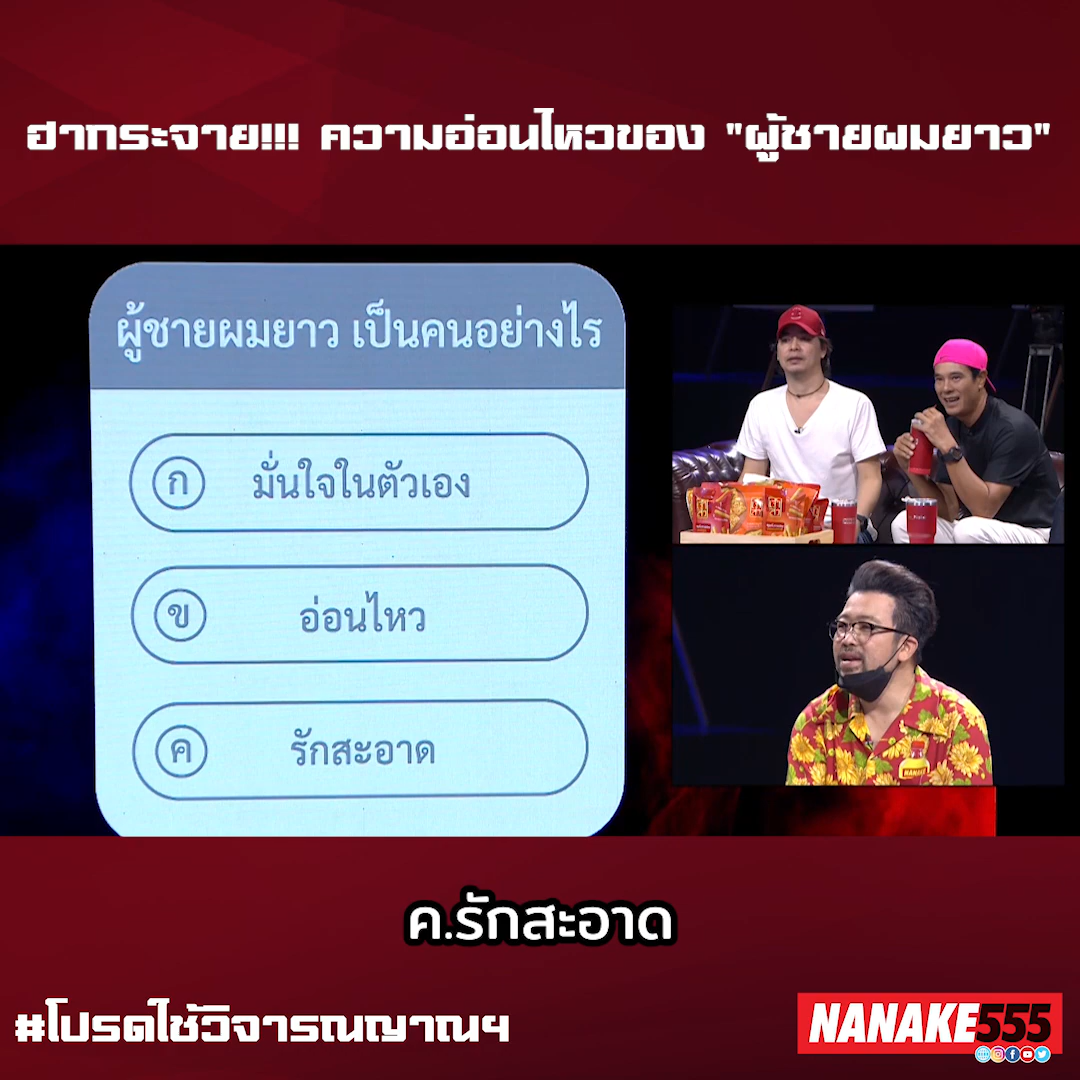 ฮากระจาย!!! ความอ่อนไหวของ "ผู้ชายผมยาว"
ผู้ชายผมยาว เป็นคนอย่างไร
ก มั่นใจในตัวเอง
ข อ่อนไหว
ค รักสะอาด
ค.รักสะอาด
#โปรดใช้วิจารณญาณฯ
NANAKE555